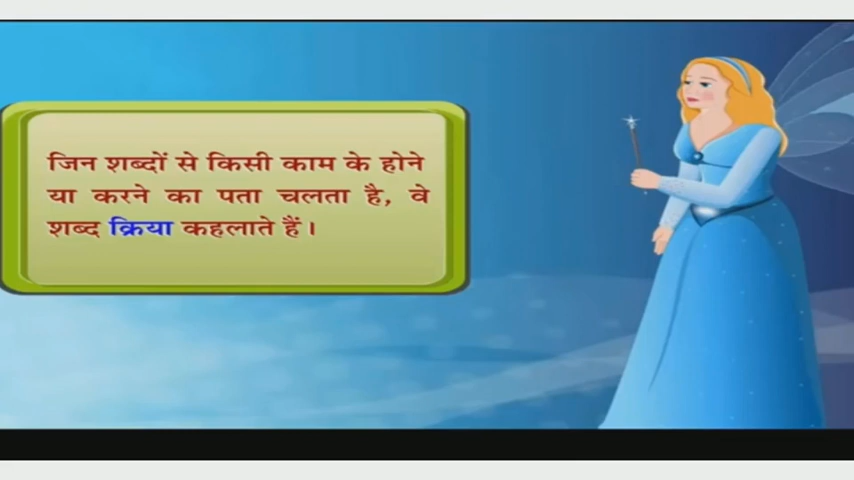 जिन शब्दों से किसी काम के होने
या करने का पता चलता है, वे
शब्द क्रिया कहलाते हैं।